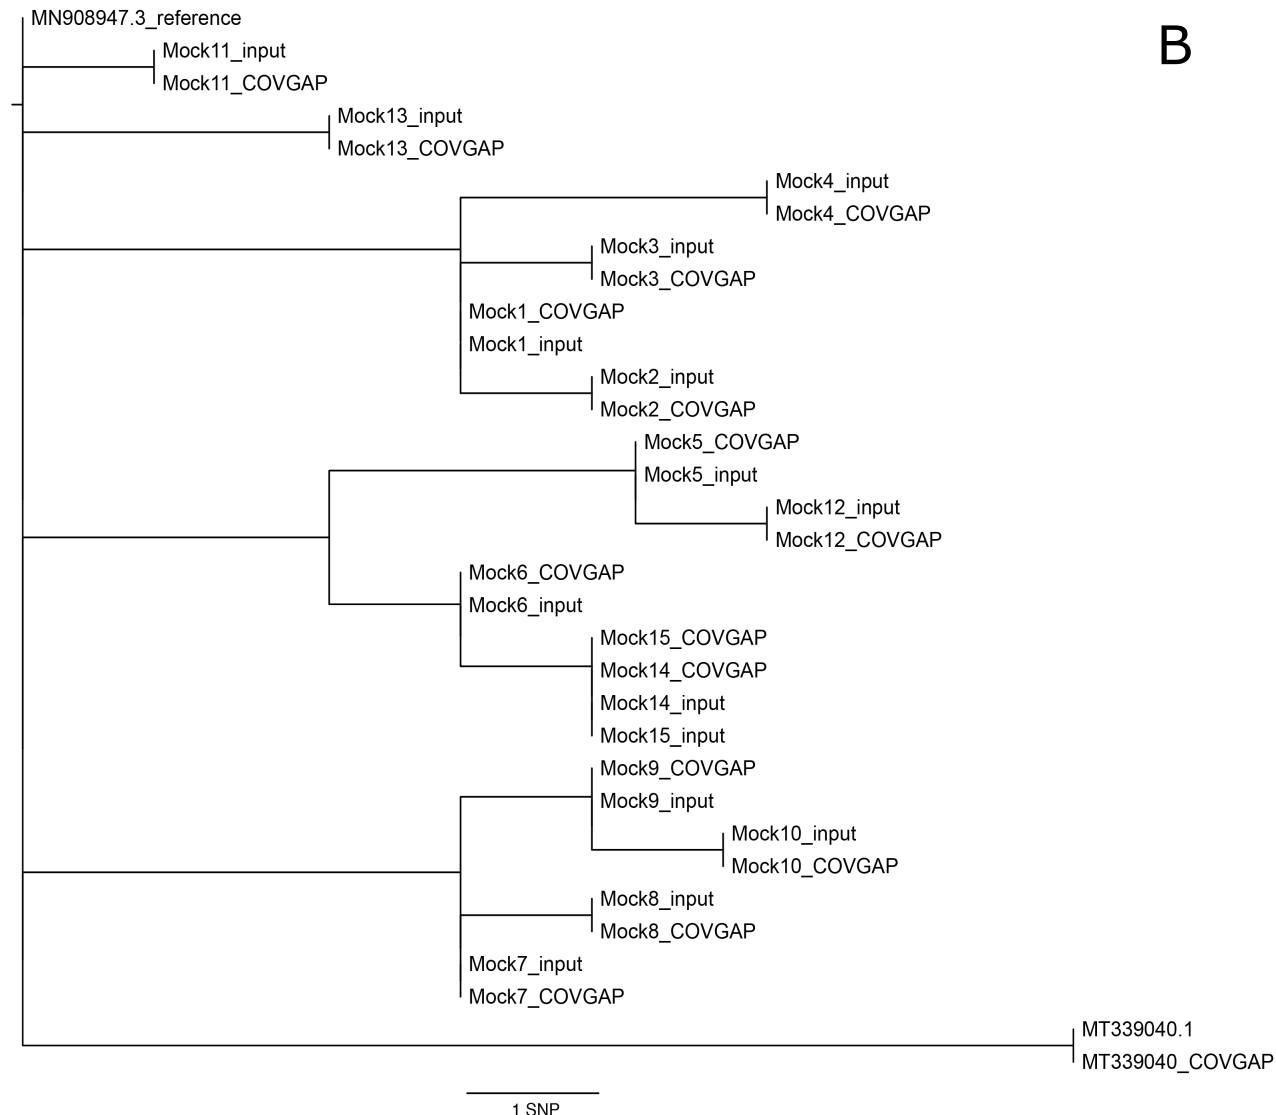 MN908947.3_reference
B
Mock11_input
Mock11_COVGAP
Mock13_input
Mock13_COVGAP
Mock4_input
Mock4_COVGAP
Mock3_input
Mock3_COVGAP
Mock1_COVGAP
Mock1_input
Mock2_input
Mock2_COVGAP
Mock5_COVGAP
Mock5_input
Mock12_input
Mock12_COVGAP
Mock6_COVGAP
Mock6_input
Mock15_COVGAP
Mock14_COVGAP
Mock14_input
Mock15_input
Mock9_COVGAP
Mock9_input
Mock10_input
Mock10_COVGAP
Mock8_input
Mock8_COVGAP
Mock7_input
Mock7_COVGAP
MT339040.1
MT339040_COVGAP
1 SNP